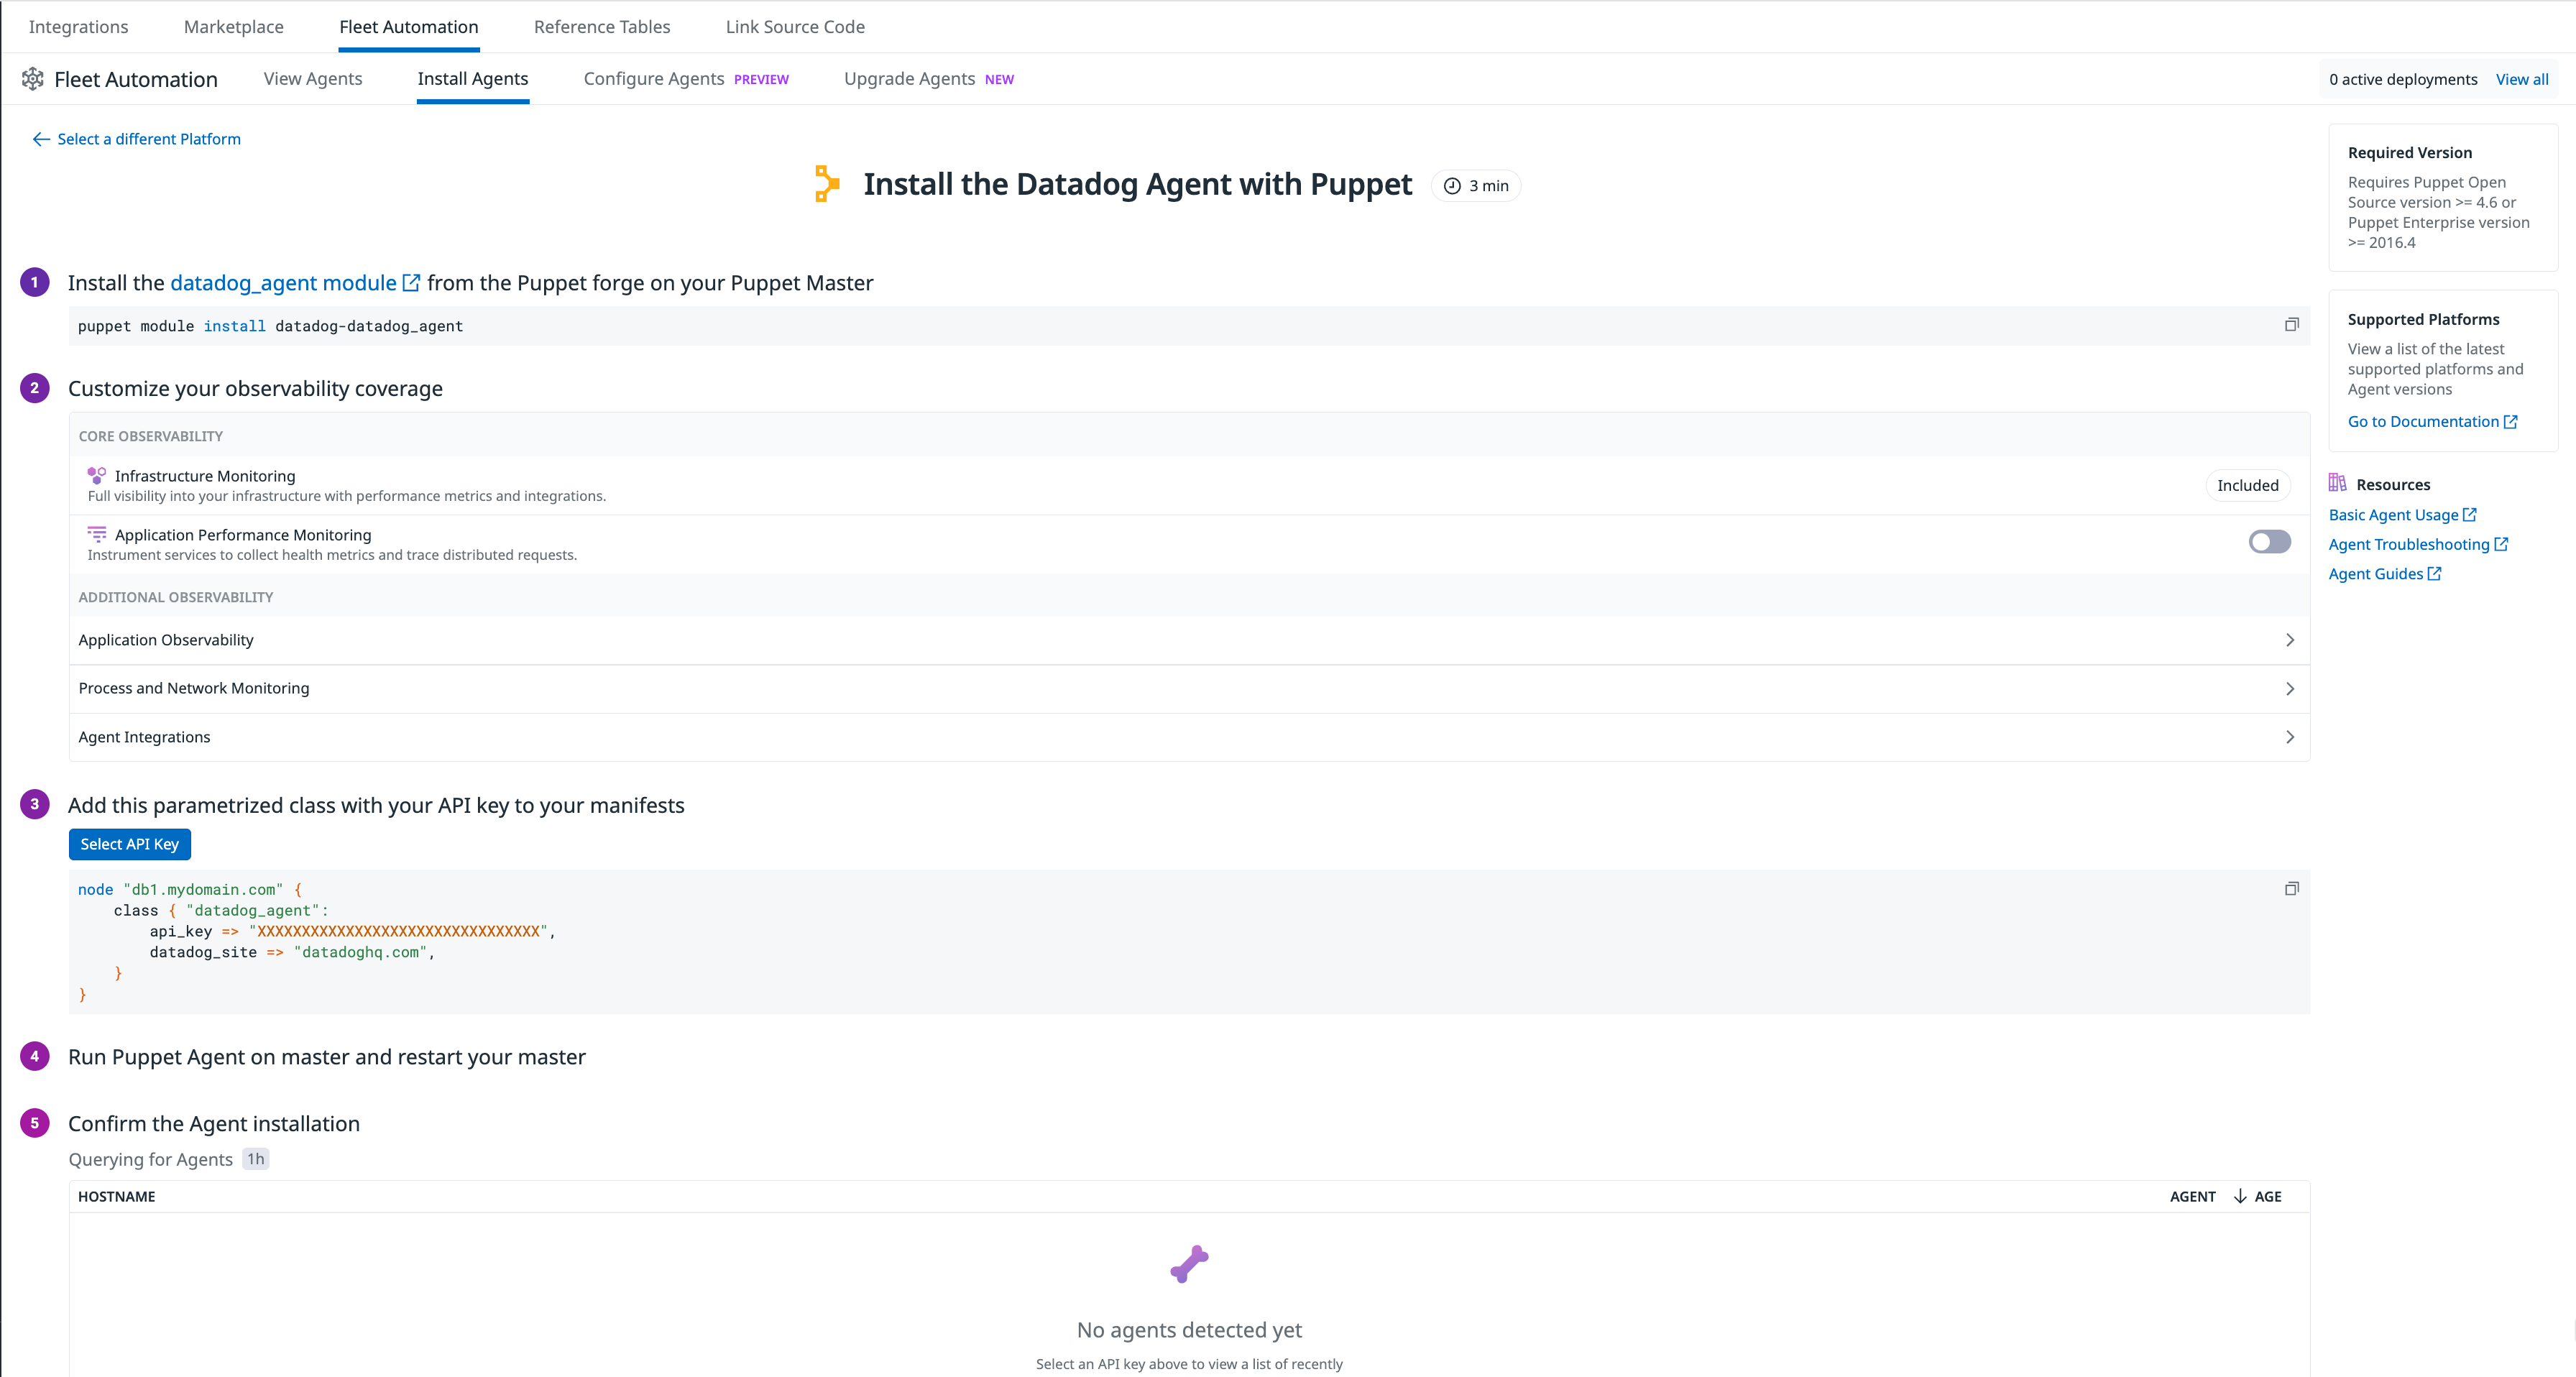 Integrations Marketplace Fleet Automation Reference Tables Link Source Code
Fleet Automation View Agents Install Agents Configure Agents PREVIEW Upgrade Agents NEW 0 active deployments View all
Select a different Platform
Install the Datadog Agent with Puppet 3 min
1 Install the datadog_agent module from the Puppet forge on your Puppet Master
puppet module install datadog-datadog_agent
2 Customize your observability coverage
CORE OBSERVABILITY
Infrastructure Monitoring
Full visibility into your infrastructure with performance metrics and integrations.
Included
Application Performance Monitoring
Instrument services to collect health metrics and trace distributed requests.
ADDITIONAL OBSERVABILITY
Application Observability
Process and Network Monitoring
Agent Integrations
3 Add this parametrized class with your API key to your manifests
Select API Key
node "db1.mydomain.com" {
    class { "datadog_agent":
        api_key => "XXXXXXXXXXXXXXXXXXXXXXXXXXXXXXXX",
        datadog_site => "datadoghq.com",
    }
}
4 Run Puppet Agent on master and restart your master
5 Confirm the Agent installation
Querying for Agents 1h
HOSTNAME AGENT AGE
No agents detected yet
Select an API key above to view a list of recently
Required Version
Requires Puppet Open
Source version >= 4.6 or
Puppet Enterprise version
>= 2016.4
Supported Platforms
View a list of the latest
supported platforms and
Agent versions
Go to Documentation
Resources
Basic Agent Usage
Agent Troubleshooting
Agent Guides